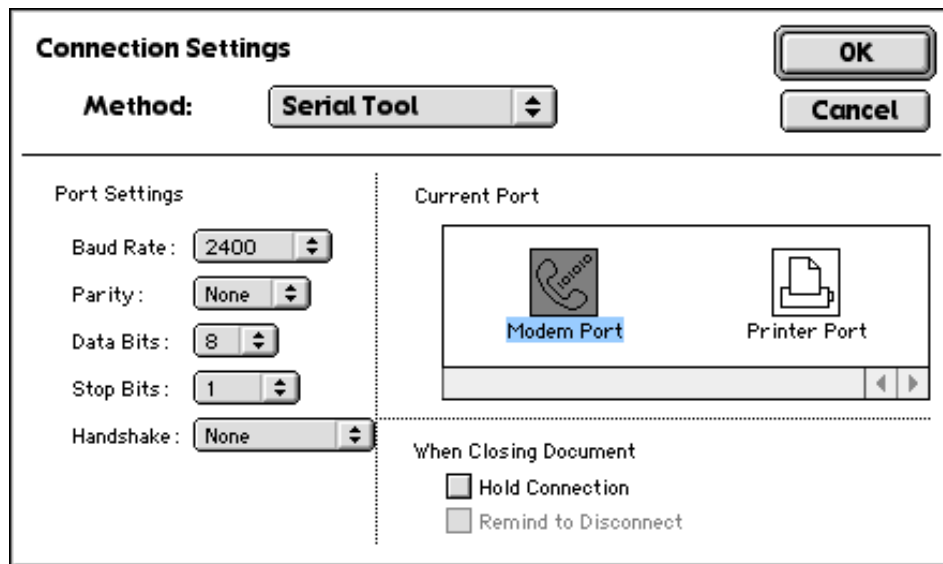 Connection Settings
OK
Method: Serial Tool
Cancel
Port Settings
Baud Rate: 2400
Parity: None
Data Bits: 8
Stop Bits: 1
Handshake: None
Current Port
Modem Port
Printer Port
When Closing Document
Hold Connection
Remind to Disconnect